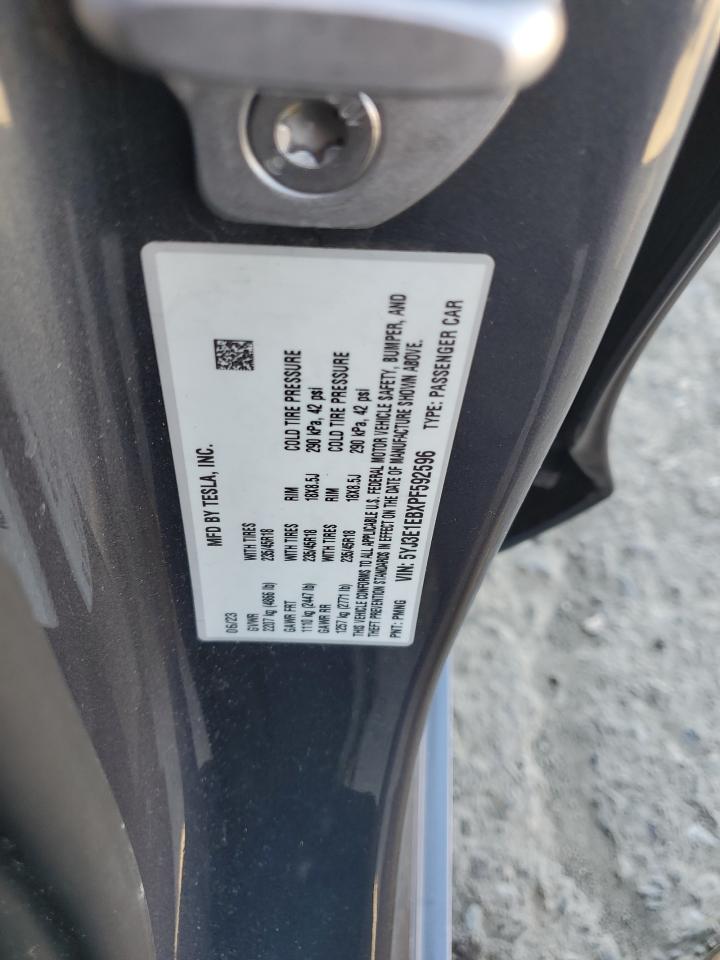 MFD BY TESLA, INC.
06/23
GVWR WITH TIRES
2207 kg (4866 lb) 235/45R18
GAWR FRT WITH TIRES RIM COLD TIRE PRESSURE
1110 kg (2447 lb) 235/45R18 18X8.5J 290 kPa, 42 psi
GAWR RR WITH TIRES RIM COLD TIRE PRESSURE
1257 kg (2771 lb) 235/45R18 18X8.5J 290 kPa, 42 psi
THIS VEHICLE CONFORMS TO ALL APPLICABLE U.S. FEDERAL MOTOR VEHICLE SAFETY, BUMPER, AND
THEFT PREVENTION STANDARDS IN EFFECT ON THE DATE OF MANUFACTURE SHOWN ABOVE.
PNT: PMNG VIN: 5YJ3E1EBXPF592596 TYPE: PASSENGER CAR